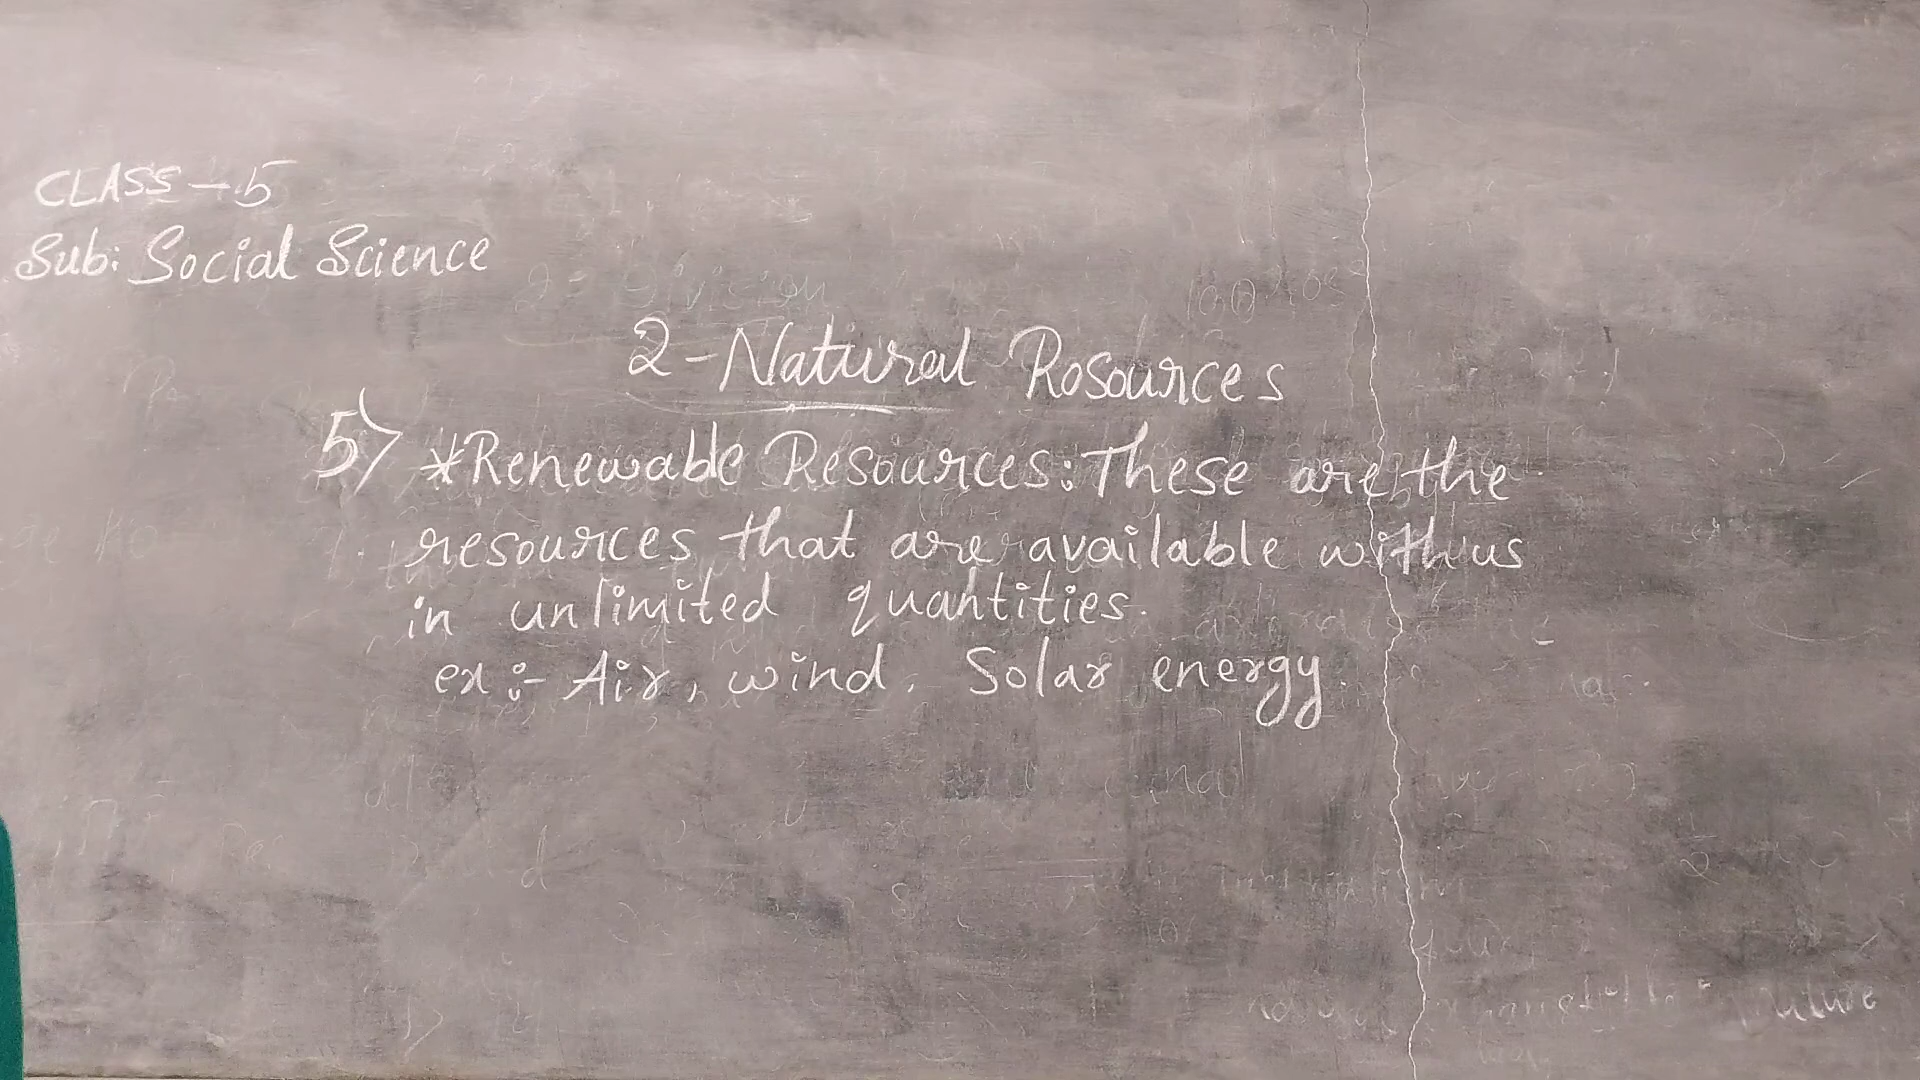 CLASS - 5
Sub: Social Science
2-Natural Rosources
5) *Renewable Resources: These are the
resources that are available with us
in unlimited quantities.
ex:- Air, wind, Solar energy.